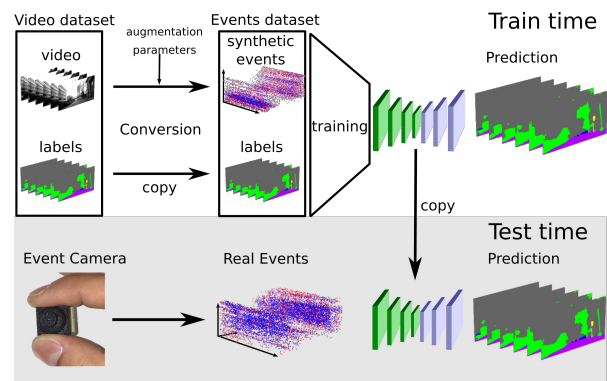 Video dataset
Events dataset
Train time
augmentation
parameters
video
synthetic
events
Prediction
Conversion
training
labels
labels
copy
copy
Test time
Event Camera
Real Events
Prediction